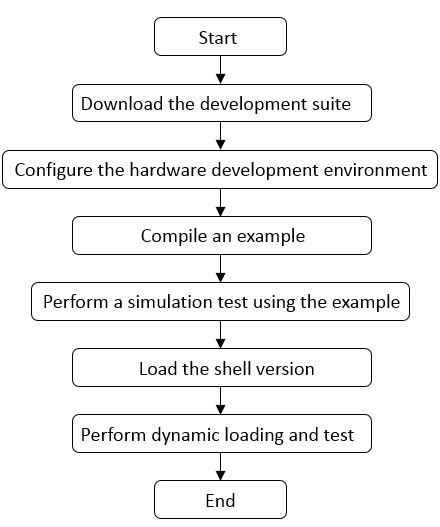 Start
Download the development suite
Configure the hardware development environment
Compile an example
Perform a simulation test using the example
Load the shell version
Perform dynamic loading and test
End